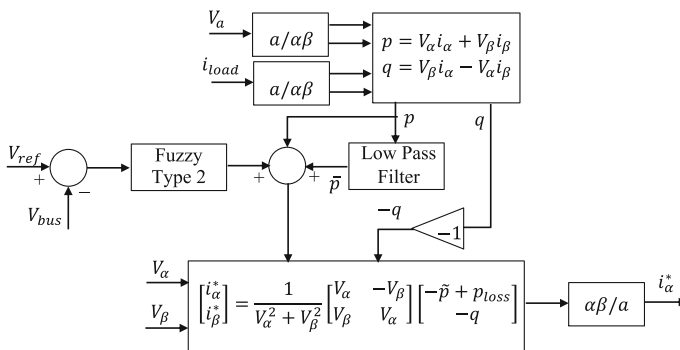 V_a
a/αβ
i_load
a/αβ
p = V_α i_α + V_β i_β
q = V_β i_α − V_α i_β
p
q
V_ref
+
−
V_bus
Fuzzy
Type 2
+
+
p̄
Low Pass
Filter
−q
−1
V_α
V_β
[i_α^* i_β^*] = 1/(V_α^2 + V_β^2) [V_α −V_β V_β V_α] [−p̃ + p_loss −q]
αβ/a
i_α^*